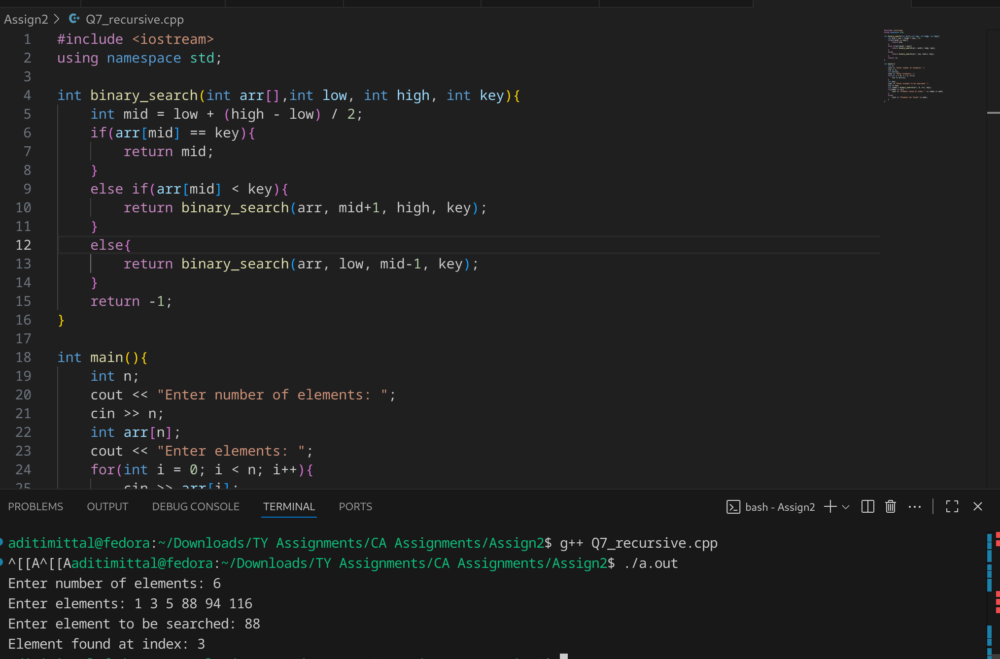 Assign2 > Q7_recursive.cpp
1 #include <iostream>
2 using namespace std;
3
4 int binary_search(int arr[],int low, int high, int key){
5     int mid = low + (high - low) / 2;
6     if(arr[mid] == key){
7         return mid;
8     }
9     else if(arr[mid] < key){
10         return binary_search(arr, mid+1, high, key);
11     }
12     else{
13         return binary_search(arr, low, mid-1, key);
14     }
15     return -1;
16 }
17
18 int main(){
19     int n;
20     cout << "Enter number of elements: ";
21     cin >> n;
22     int arr[n];
23     cout << "Enter elements: ";
24     for(int i = 0; i < n; i++){
25         cin >> arr[i];
PROBLEMS OUTPUT DEBUG CONSOLE TERMINAL PORTS bash - Assign2
aditimittal@fedora:~/Downloads/TY Assignments/CA Assignments/Assign2$ g++ Q7_recursive.cpp
^[[A^[[Aaditimittal@fedora:~/Downloads/TY Assignments/CA Assignments/Assign2$ ./a.out
Enter number of elements: 6
Enter elements: 1 3 5 88 94 116
Enter element to be searched: 88
Element found at index: 3